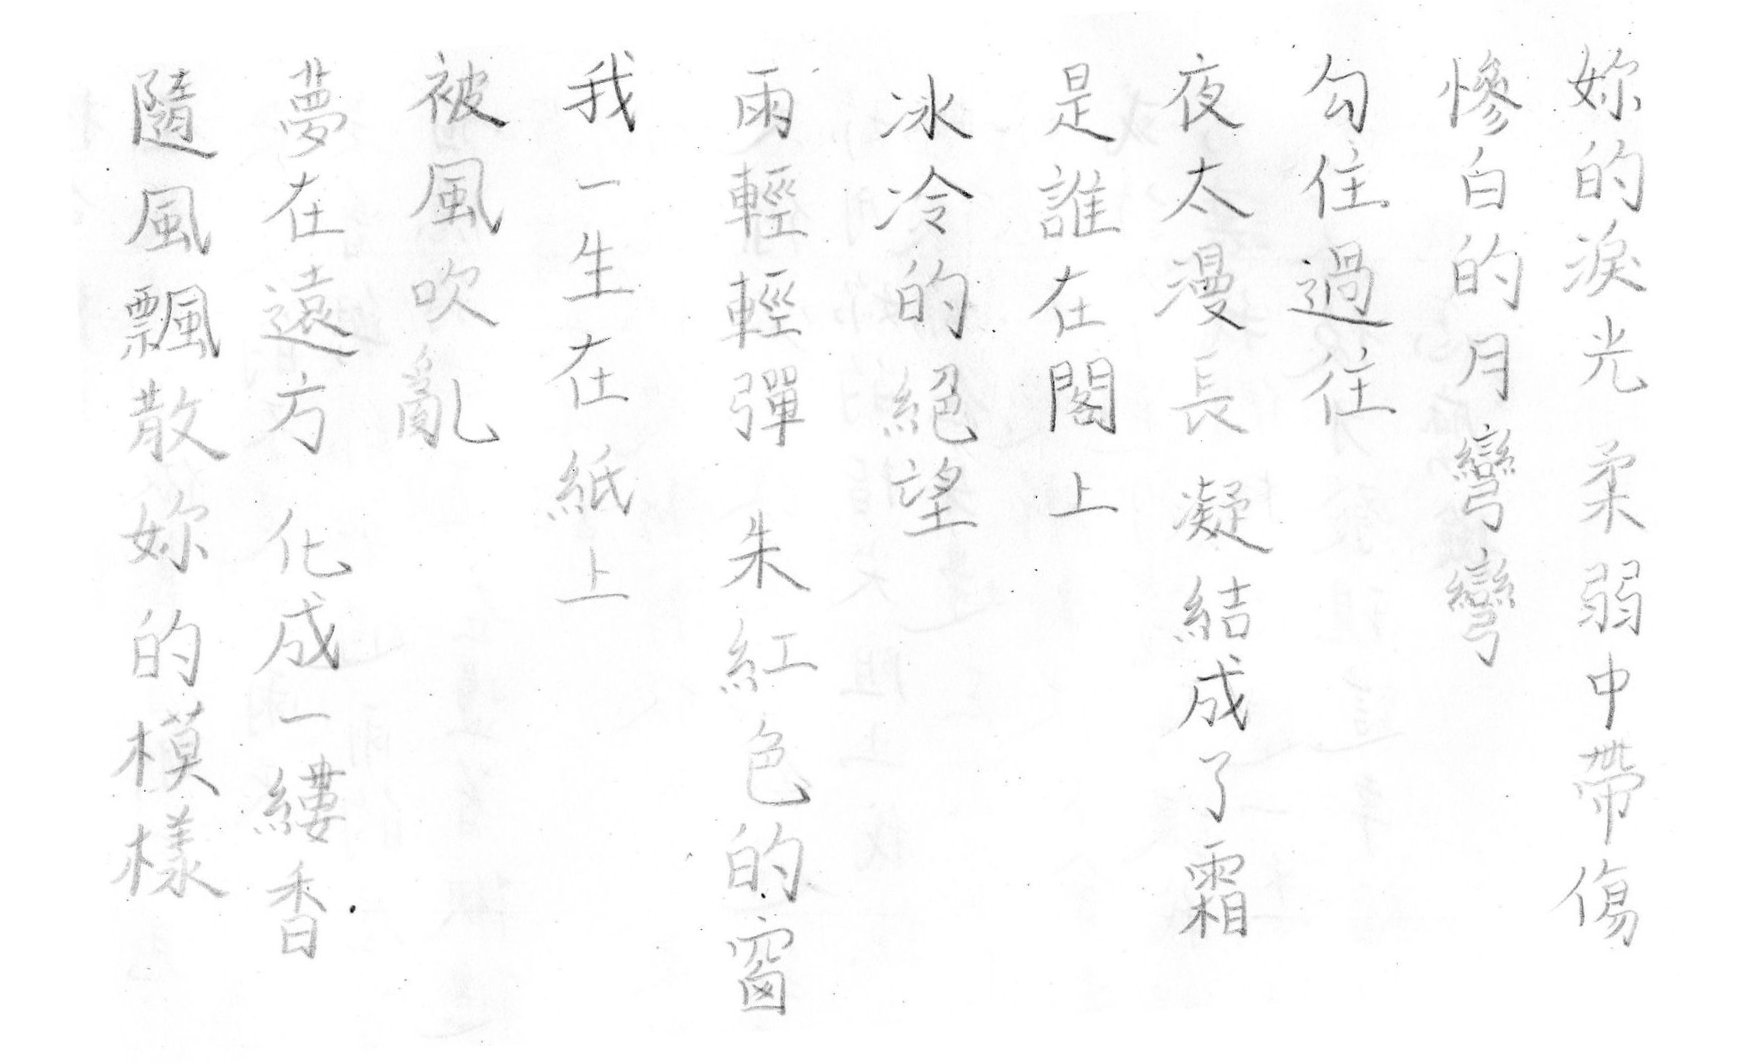 妳的淚光 柔弱中帶傷
慘白的月彎彎
勾住過往
夜太漫長 凝結成了霜
是誰在閣上
冰冷的絕望
雨輕輕彈 朱紅色的窗
我一生在紙上
被風吹亂
夢在遠方 化成一縷香
隨風飄散妳的模樣